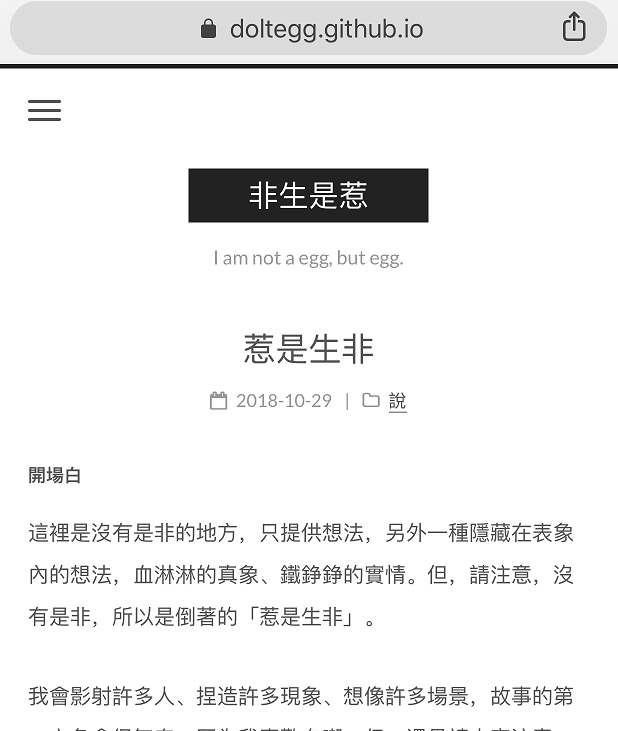 doltegg.github.io
非生是惹
I am not a egg, but egg.
惹是生非
2018-10-29 | 說
開場白
這裡是沒有是非的地方，只提供想法，另外一種隱藏在表象
內的想法，血淋淋的真象、鐵錚錚的實情。但，請注意，沒
有是非，所以是倒著的「惹是生非」。
我會影射許多人、捏造許多現象、想像許多場景，故事的第